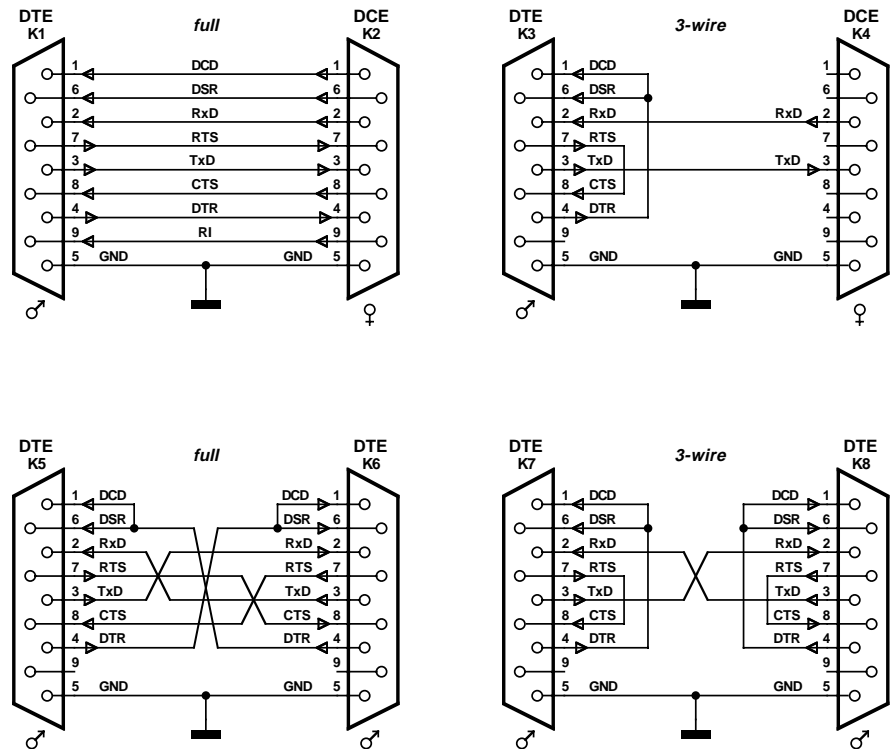 DTE full DCE
K1 K2
1 DCD 1
6 DSR 6
2 RxD 2
7 RTS 7
3 TxD 3
8 CTS 8
4 DTR 4
9 RI 9
5 GND GND 5
DTE 3-wire DCE
K3 K4
1 DCD 1
6 DSR 6
2 RxD RxD 2
7 RTS 7
3 TxD TxD 3
8 CTS 8
4 DTR 4
9 9
5 GND GND 5
DTE full DTE
K5 K6
1 DCD DCD 1
6 DSR DSR 6
2 RxD RxD 2
7 RTS RTS 7
3 TxD TxD 3
8 CTS CTS 8
4 DTR DTR 4
9 9
5 GND GND 5
DTE 3-wire DTE
K7 K8
1 DCD DCD 1
6 DSR DSR 6
2 RxD RxD 2
7 RTS RTS 7
3 TxD TxD 3
8 CTS CTS 8
4 DTR DTR 4
9 9
5 GND GND 5